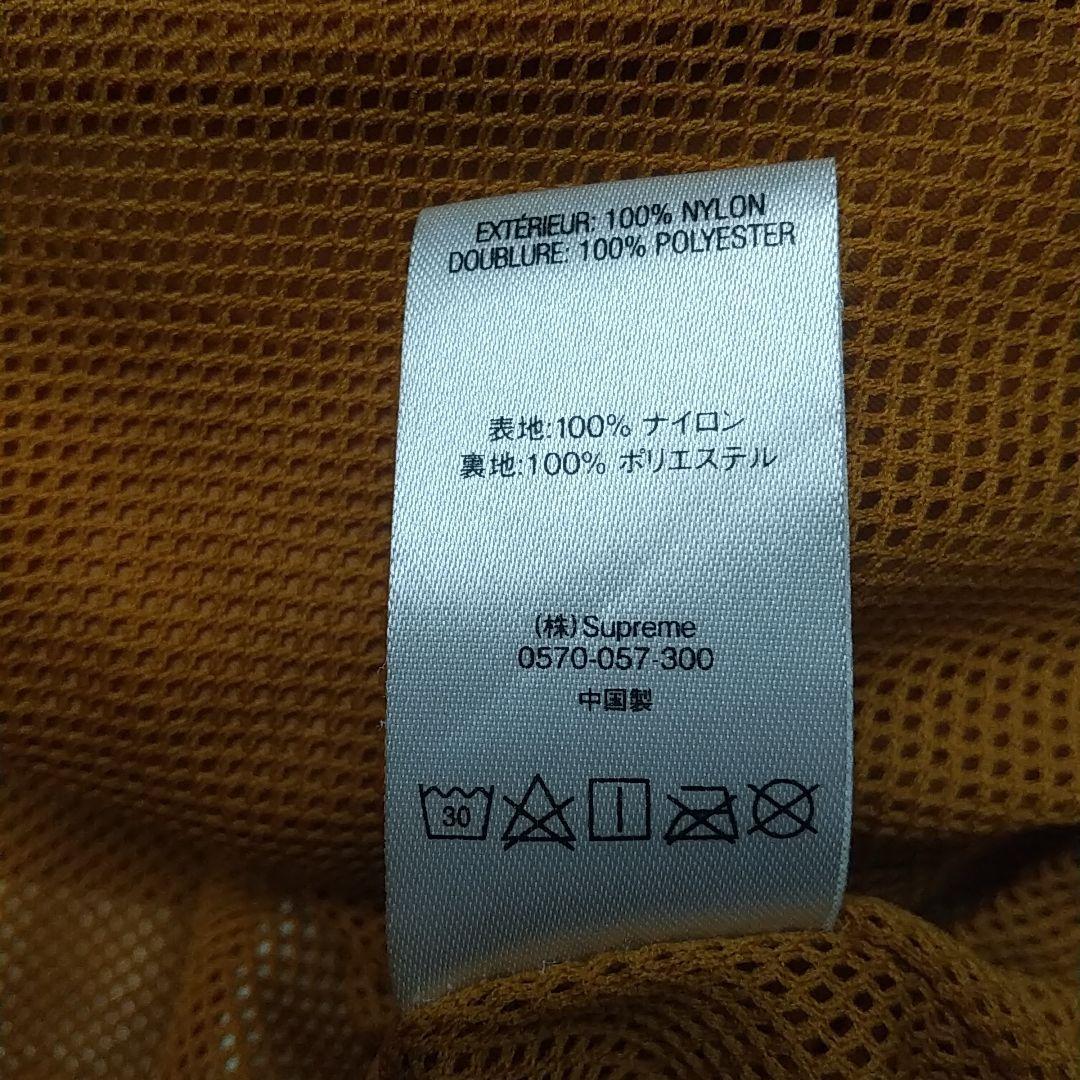 EXTÉRIEUR: 100% NYLON
DOUBLURE: 100% POLYESTER
表地:100% ナイロン
裏地:100% ポリエステル
(株)Supreme
0570-057-300
中国製
30